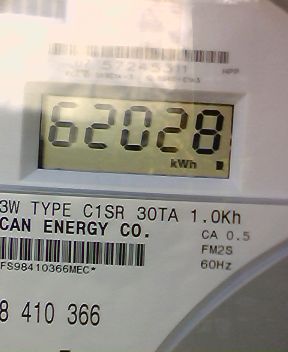 62028
kWh
3W TYPE C1SR 30TA 1.0Kh
CAN ENERGY CO.
CA 0.5
FM2S
60Hz
FS98410366MEC*
8 410 366